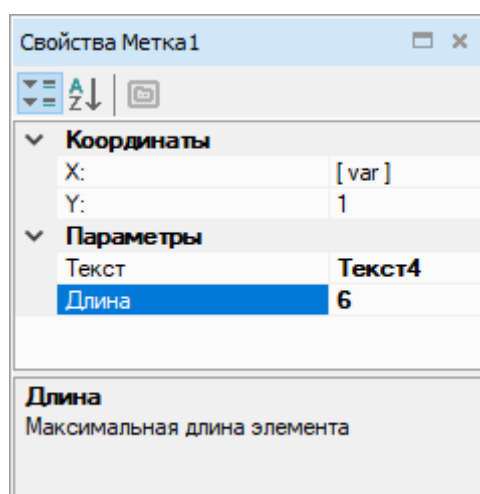 Свойства Метка1
A
Z
Координаты
X: [ var ]
Y: 1
Параметры
Текст Текст4
Длина 6
Длина
Максимальная длина элемента